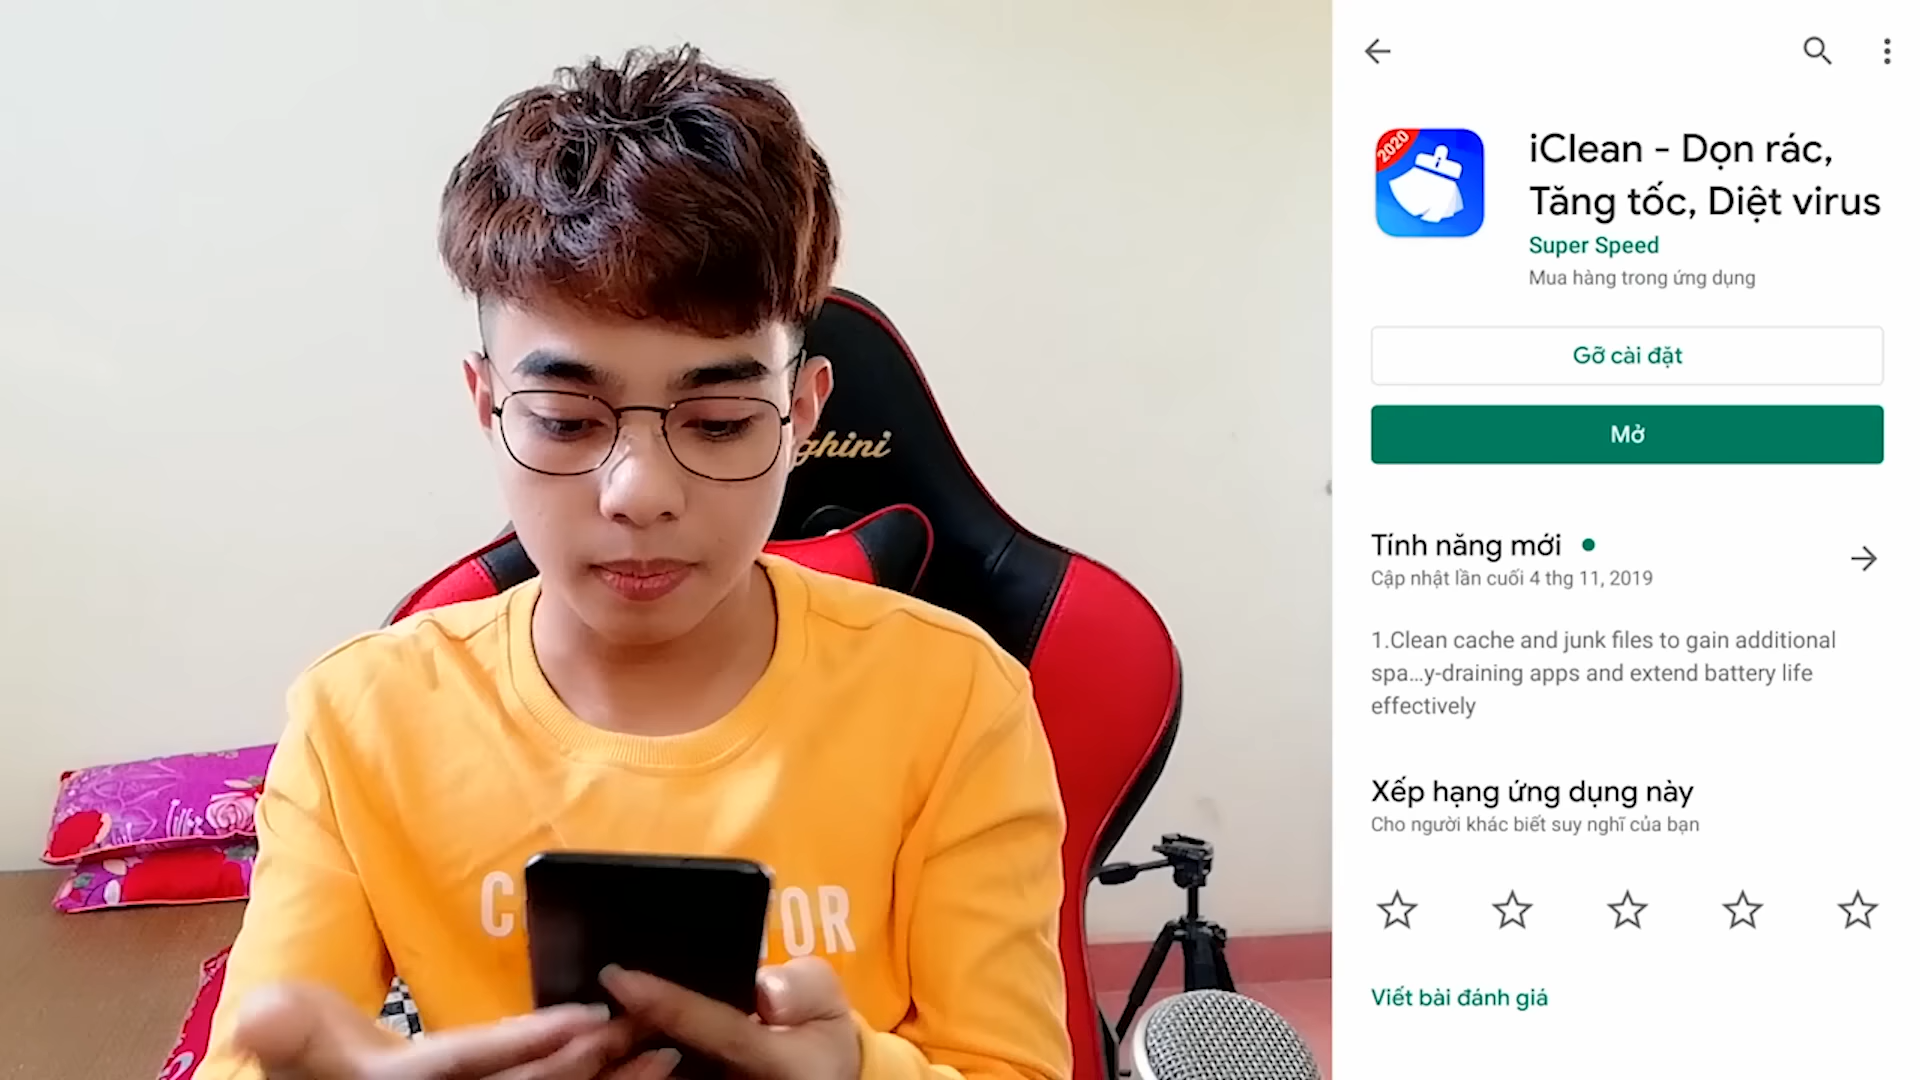 ghini
C TOR
2020
iClean - Dọn rác,
Tăng tốc, Diệt virus
Super Speed
Mua hàng trong ứng dụng
Gỡ cài đặt
Mở
Tính năng mới
Cập nhật lần cuối 4 thg 11, 2019
1.Clean cache and junk files to gain additional
spa...y-draining apps and extend battery life
effectively
Xếp hạng ứng dụng này
Cho người khác biết suy nghĩ của bạn
Viết bài đánh giá